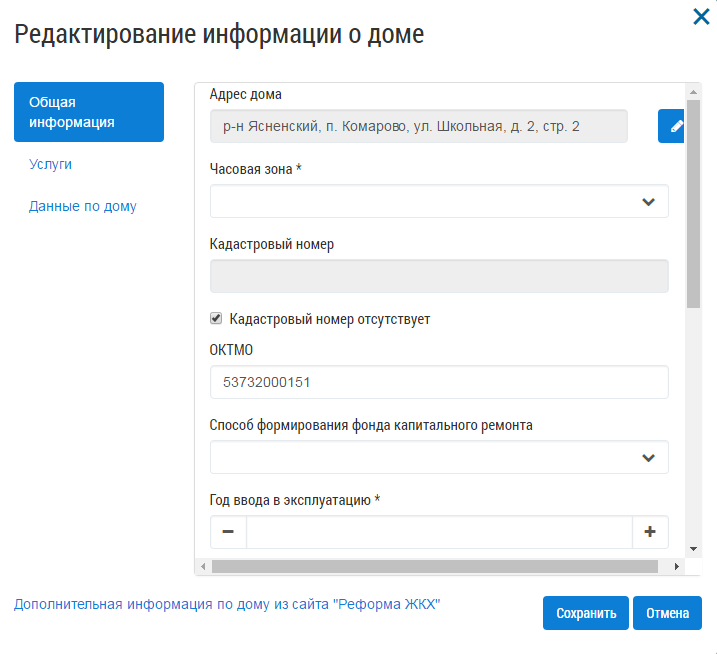 Редактирование информации о доме
Общая
информация
Услуги
Данные по дому
Адрес дома
р-н Ясненский, п. Комарово, ул. Школьная, д. 2, стр. 2
Часовая зона *
Кадастровый номер
Кадастровый номер отсутствует
ОКТМО
53732000151
Способ формирования фонда капитального ремонта
Год ввода в эксплуатацию *
Дополнительная информация по дому из сайта "Реформа ЖКХ"
Сохранить
Отмена